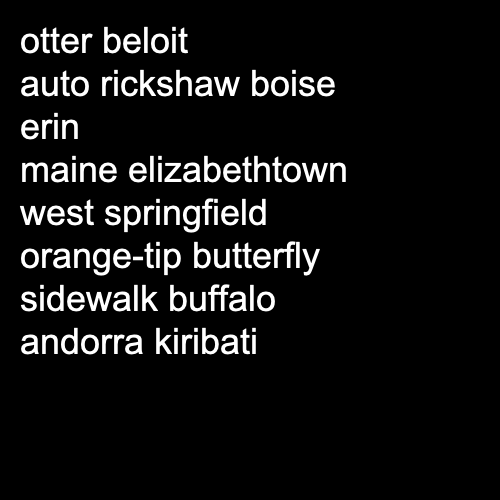 otter beloit
auto rickshaw boise
erin
maine elizabethtown
west springfield
orange-tip butterfly
sidewalk buffalo
andorra kiribati